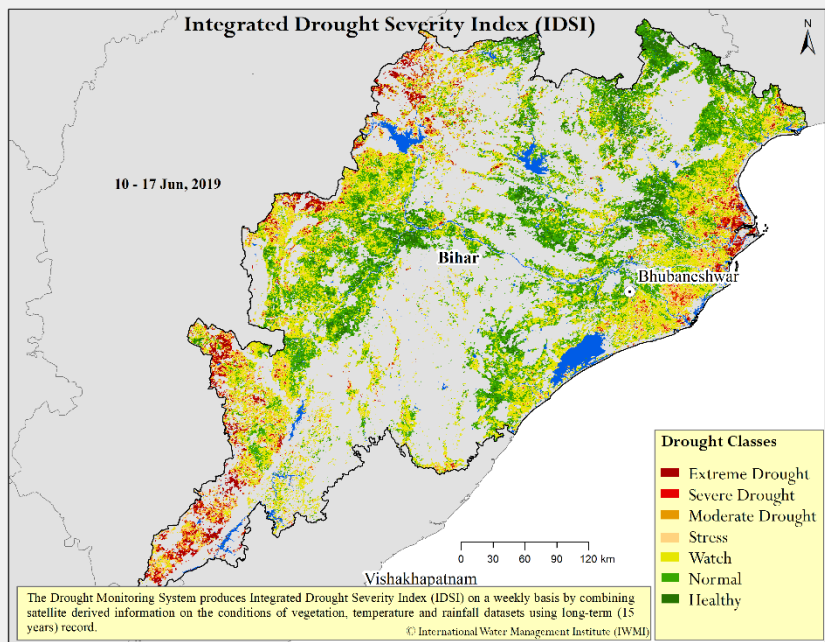 Integrated Drought Severity Index (IDSI)
N
10 - 17 Jun, 2019
Bihar
Bhubaneshwar
Drought Classes
Extreme Drought
Severe Drought
Moderate Drought
Stress
Watch
Normal
Healthy
0 30 60 90 120 km
Vishakhapatnam
The Drought Monitoring System produces Integrated Drought Severity Index (IDSI) on a weekly basis by combining
satellite derived information on the conditions of vegetation, temperature and rainfall datasets using long-term (15
years) record.
© International Water Management Institute (IWMI)